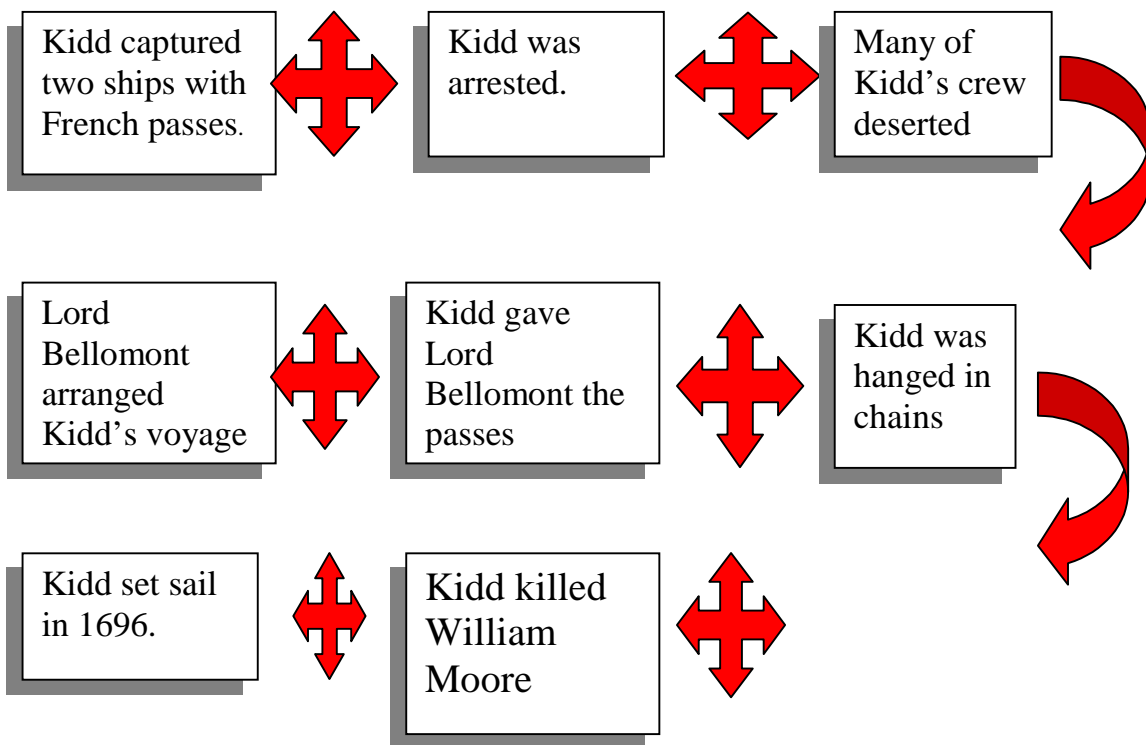 Kidd captured
two ships with
French passes.
Kidd was
arrested.
Many of
Kidd’s crew
deserted
Lord
Bellomont
arranged
Kidd’s voyage
Kidd gave
Lord
Bellomont the
passes
Kidd was
hanged in
chains
Kidd set sail
in 1696.
Kidd killed
William
Moore